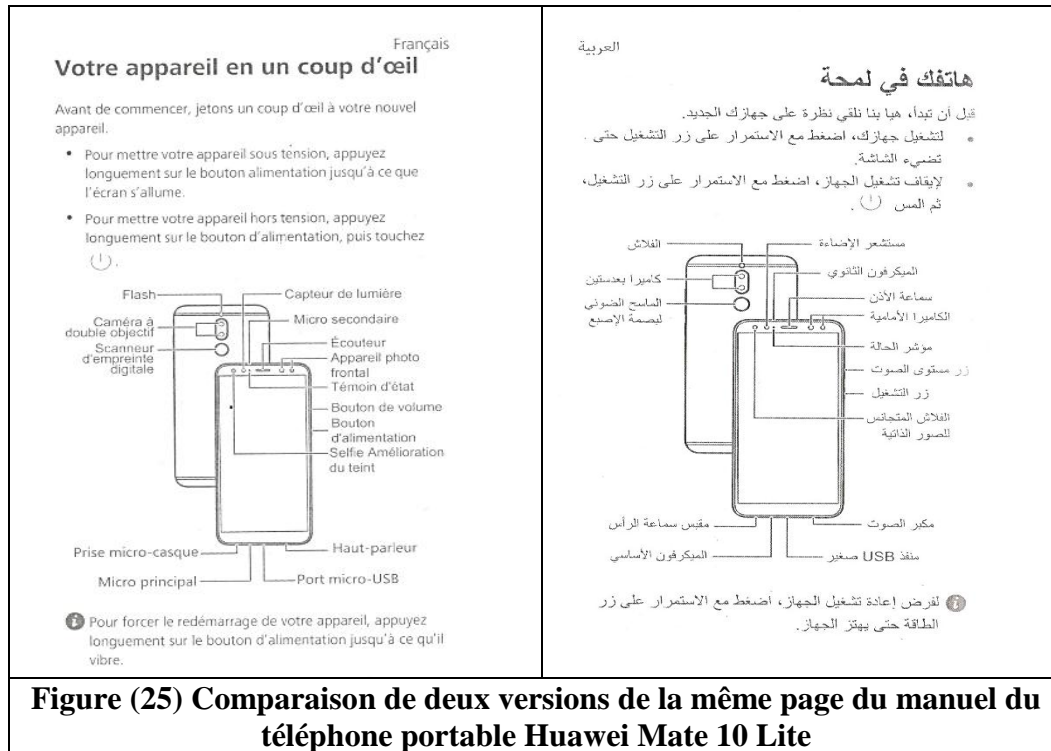 Français
Votre appareil en un coup d'œil
Avant de commencer, jetons un coup d'œil à votre nouvel
appareil.
• Pour mettre votre appareil sous tension, appuyez
longuement sur le bouton alimentation jusqu'à ce que
l'écran s'allume.
• Pour mettre votre appareil hors tension, appuyez
longuement sur le bouton d'alimentation, puis touchez
.
Flash
Capteur de lumière
Caméra à
double objectif
Micro secondaire
Scanneur
d'empreinte
digitale
Écouteur
Appareil photo
frontal
Témoin d'état
Bouton de volume
Bouton
d'alimentation
Selfie Amélioration
du teint
Prise micro-casque
Haut-parleur
Micro principal
Port micro-USB
Pour forcer le redémarrage de votre appareil, appuyez
longuement sur le bouton d'alimentation jusqu'à ce qu'il
vibre.
العربية
هاتفك في لمحة
قبل أن تبدأ، هيا بنا نلقي نظرة على جهازك الجديد.
لتشغيل جهازك، اضغط مع الاستمرار على زر التشغيل حتى
تضيء الشاشة.
لإيقاف تشغيل الجهاز، اضغط مع الاستمرار على زر التشغيل،
ثم المس .
مستشعر الإضاءة
الفلاش
الميكرفون الثانوي
كاميرا بعدستين
سماعة الأذن
الماسح الضوئي
لبصمة الإصبع
الكاميرا الأمامية
مؤشر الحالة
زر مستوى الصوت
زر التشغيل
الفلاش المتجانس
للصور الذاتية
مكبر الصوت
مقبس سماعة الرأس
منفذ USB صغير
الميكرفون الأساسي
لفرض إعادة تشغيل الجهاز، اضغط مع الاستمرار على زر
الطاقة حتى يهتز الجهاز.
Figure (25) Comparaison de deux versions de la même page du manuel du
téléphone portable Huawei Mate 10 Lite